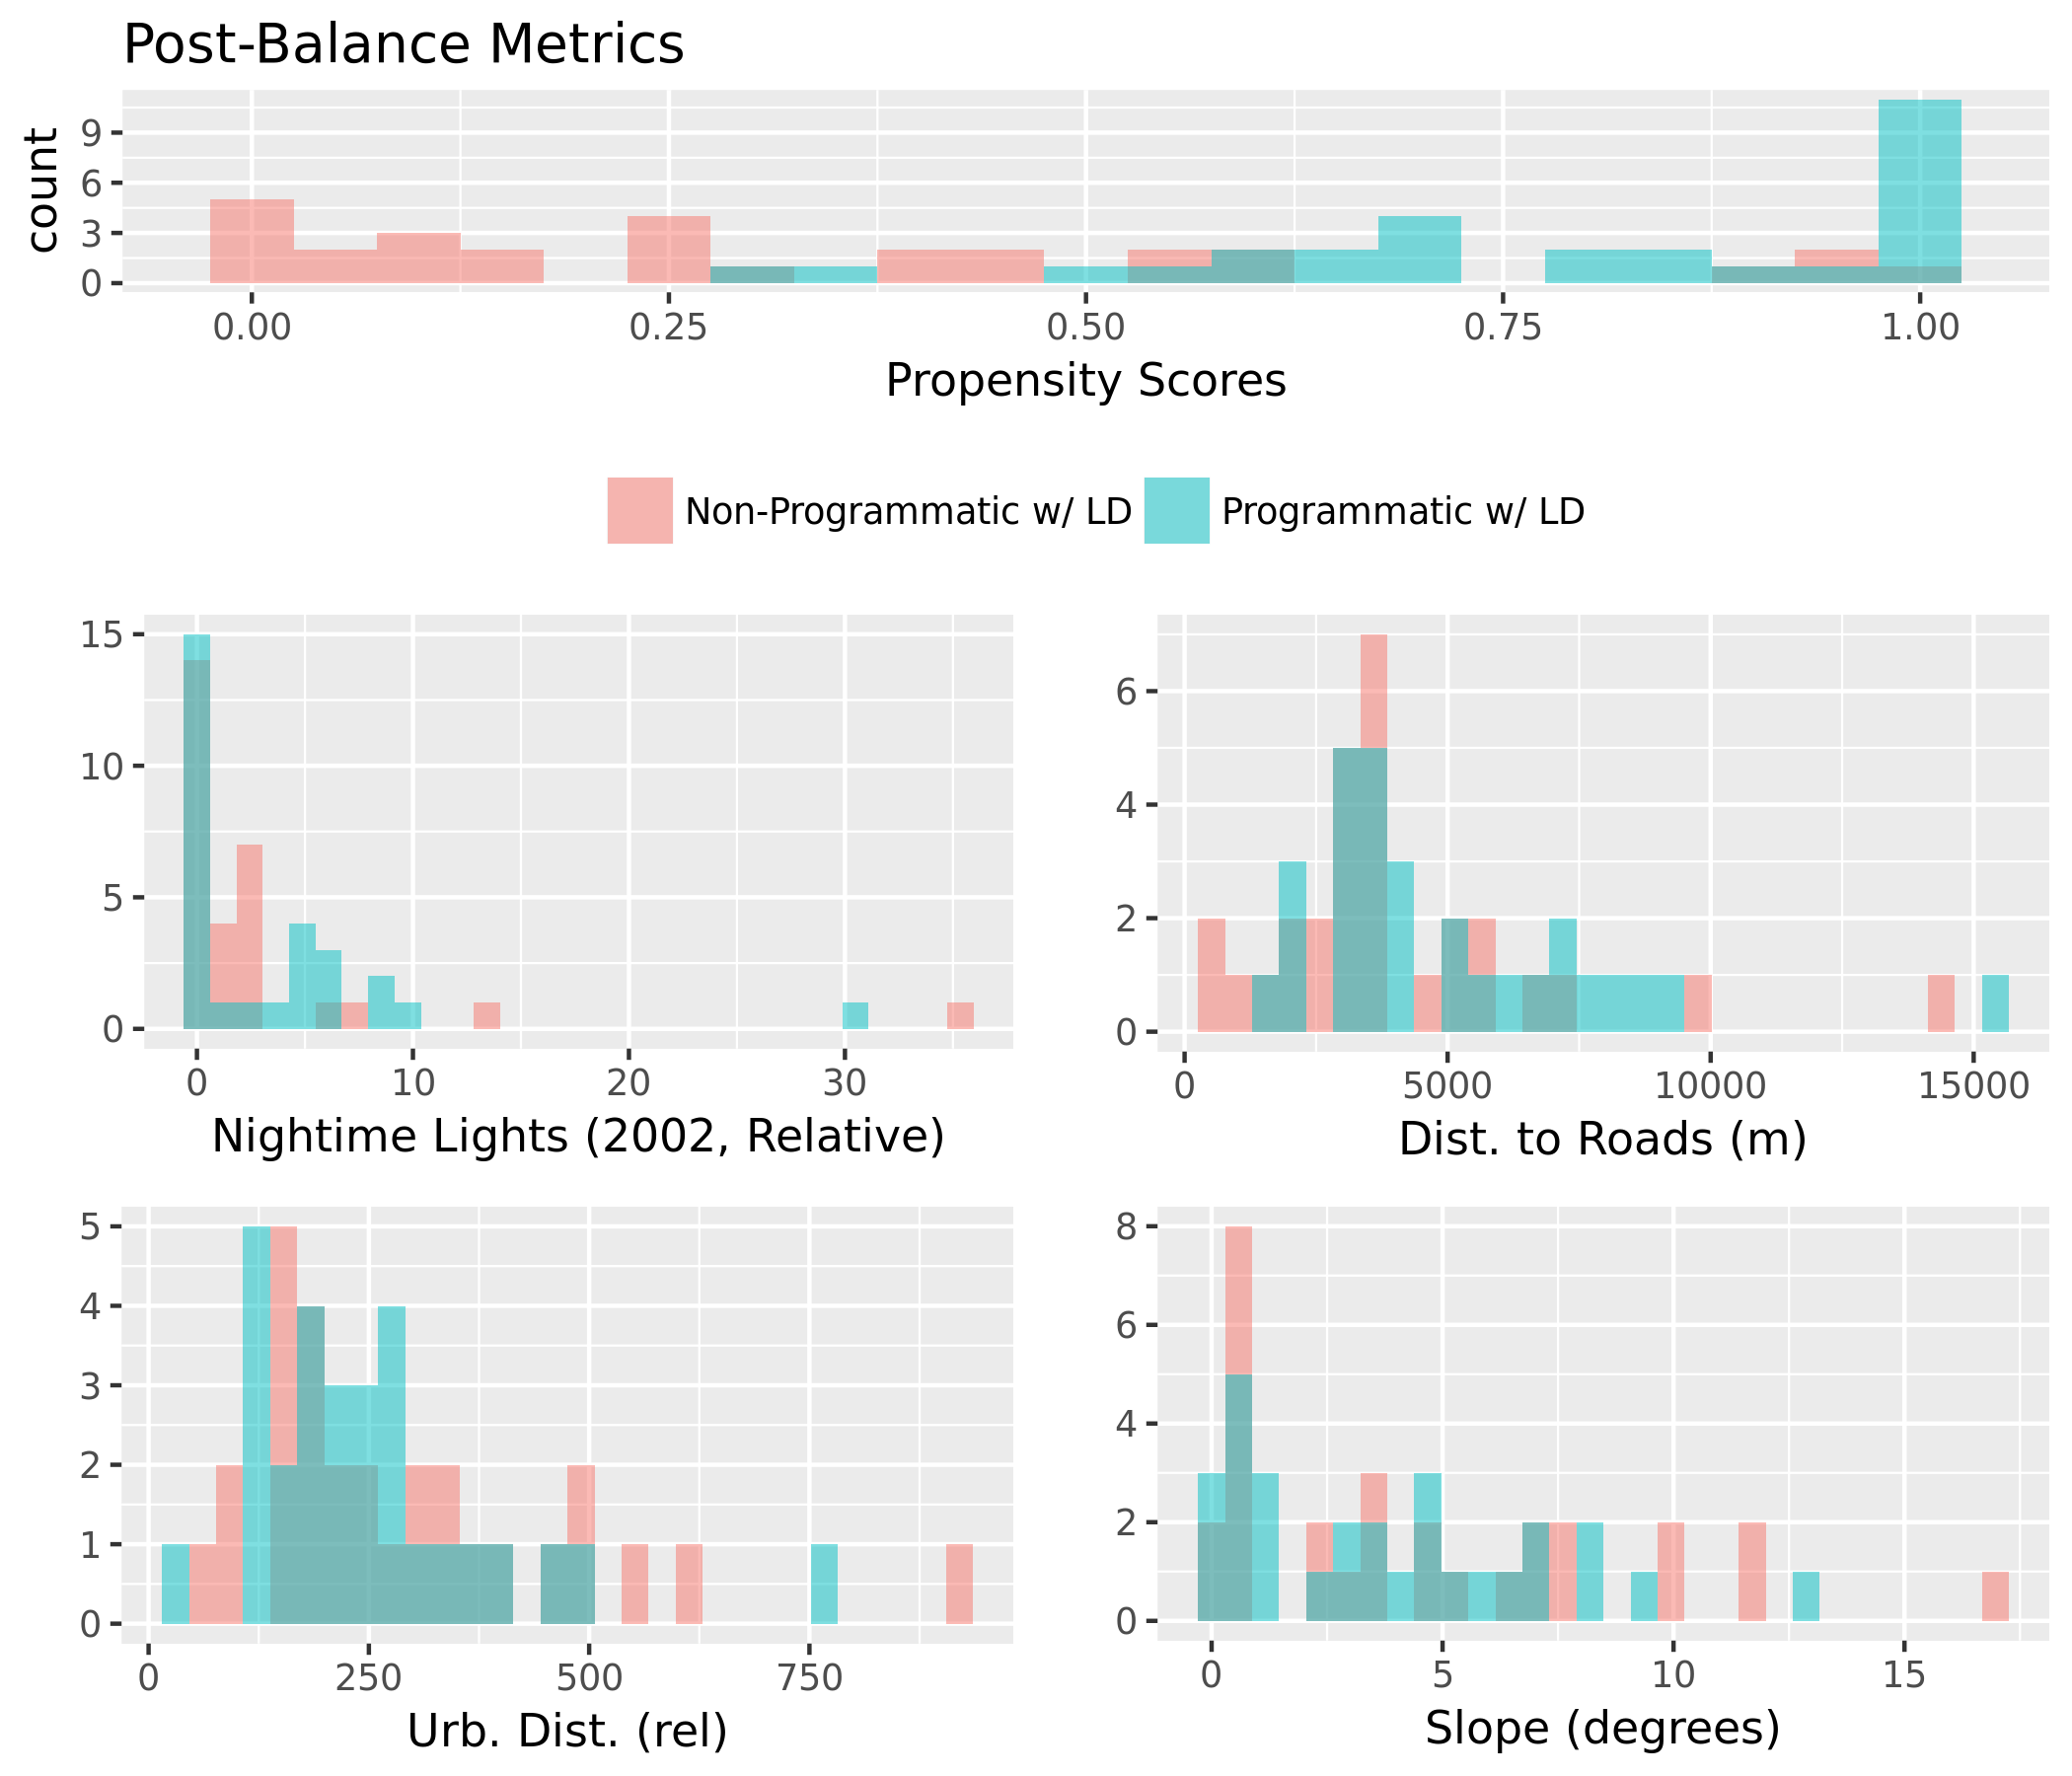 Post-Balance Metrics
count
9
6
3
0
0.00 0.25 0.50 0.75 1.00
Propensity Scores
Non-Programmatic w/ LD Programmatic w/ LD
15
10
5
0
0 10 20 30
Nightime Lights (2002, Relative)
6
4
2
0
0 5000 10000 15000
Dist. to Roads (m)
5
4
3
2
1
0
0 250 500 750
Urb. Dist. (rel)
8
6
4
2
0
0 5 10 15
Slope (degrees)